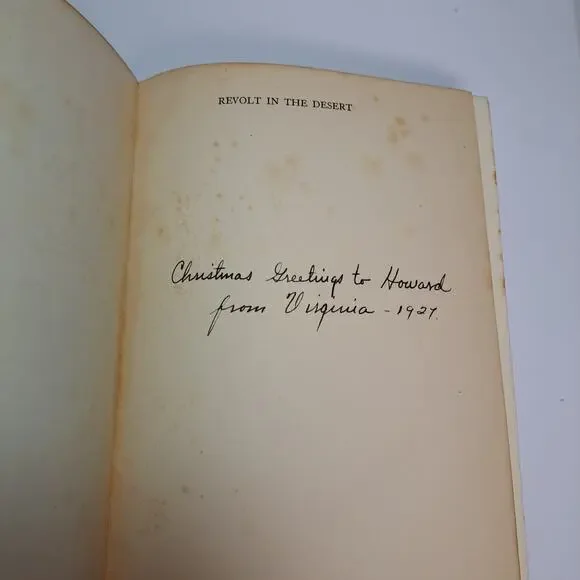 REVOLT IN THE DESERT
Christmas Greetings to Howard
from Virginia - 1927.